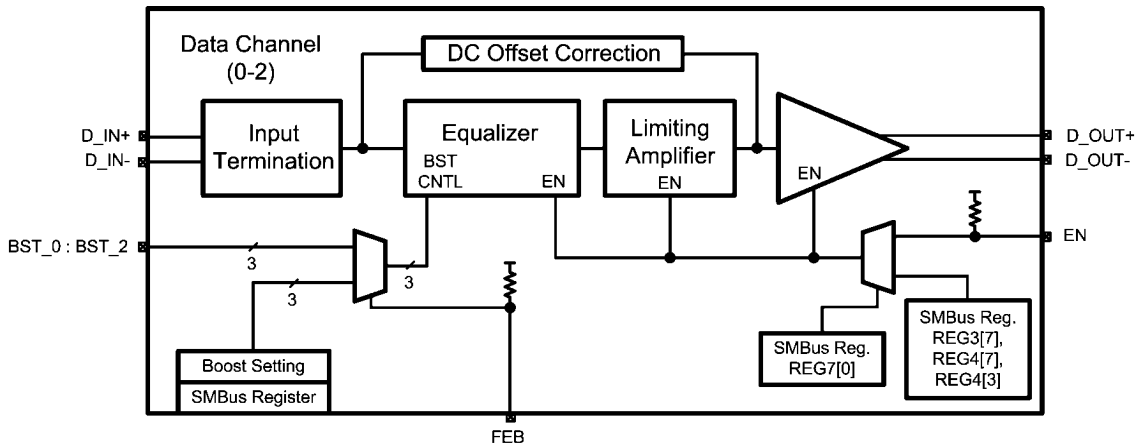 Data Channel
(0-2)
DC Offset Correction
D_IN+
D_IN-
Input
Termination
Equalizer
BST
CNTL
EN
Limiting
Amplifier
EN
EN
D_OUT+
D_OUT-
BST_0 : BST_2
3
3
3
EN
Boost Setting
SMBus Register
FEB
SMBus Reg.
REG7[0]
SMBus Reg.
REG3[7],
REG4[7],
REG4[3]